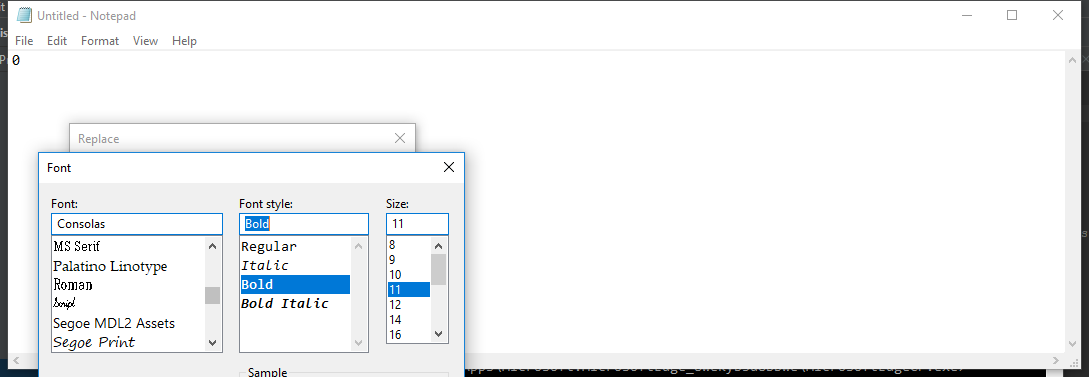 Untitled - Notepad
File Edit Format View Help
0
Replace
Font
Font: Font style: Size:
Consolas Bold 11
MS Serif
Palatino Linotype
Roman
Script
Segoe MDL2 Assets
Segoe Print
Regular
Italic
Bold
Bold Italic
8
9
10
11
12
14
16
Sample